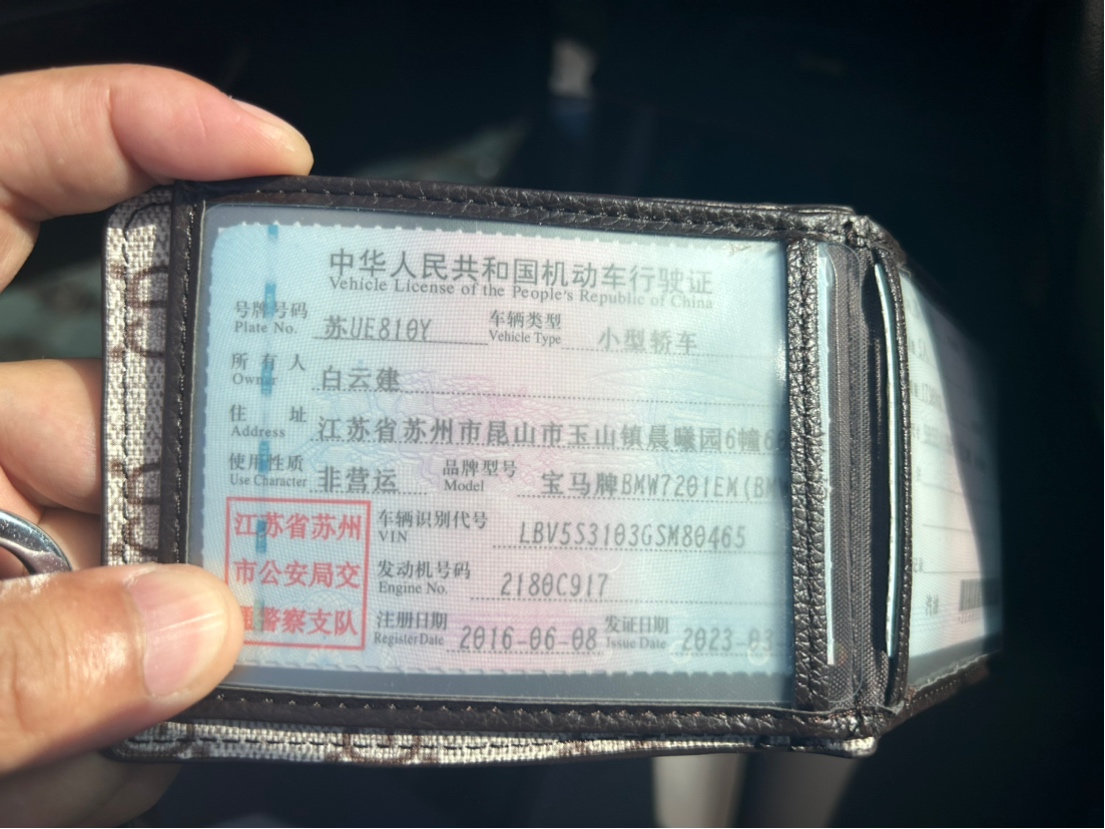 中华人民共和国机动车行驶证
Vehicle License of the People's Republic of China
号牌号码 苏UE810Y 车辆类型 小型轿车
Plate No. Vehicle Type
所有人 白云建
Owner
住址 江苏省苏州市昆山市玉山镇晨曦园6幢6
Address
使用性质 非营运 品牌型号 宝马牌BMW7201EM(BM
Use Character Model
江苏省苏州
市公安局交
通警察支队
车辆识别代号 LBV5S3103GSM80465
VIN
发动机号码 2180C917
Engine No.
注册日期 2016-06-08 发证日期 2023-03-
Register Date Issue Date